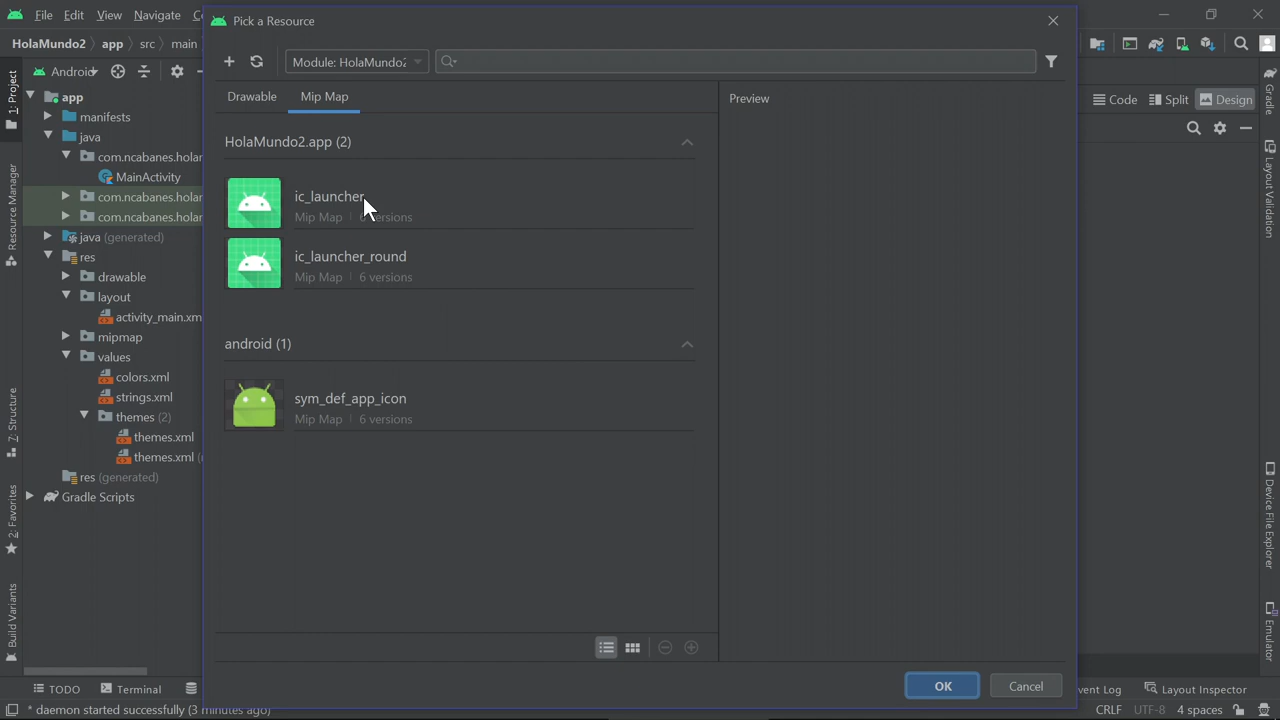 File Edit View Navigate
Pick a Resource
HolaMundo2 app src main
Module: HolaMundo2
Android
Drawable Mip Map
Preview
Code Split Design
app
manifests
java
HolaMundo2.app (2)
com.ncabanes.holar
MainActivity
ic_launcher
com.ncabanes.holar
Mip Map 6 versions
com.ncabanes.holar
java (generated)
res
ic_launcher_round
drawable
Mip Map 6 versions
layout
activity_main.xm
mipmap
android (1)
values
colors.xml
strings.xml
sym_def_app_icon
themes (2)
Mip Map 6 versions
themes.xml
themes.xml
res (generated)
Gradle Scripts
1: Project
Resource Manager
7: Structure
2: Favorites
Build Variants
Gradle
Layout Validation
Device File Explorer
Emulator
OK Cancel
TODO Terminal
vent Log Layout Inspector
* daemon started successfully (3 minutes ago)
CRLF UTF-8 4 spaces